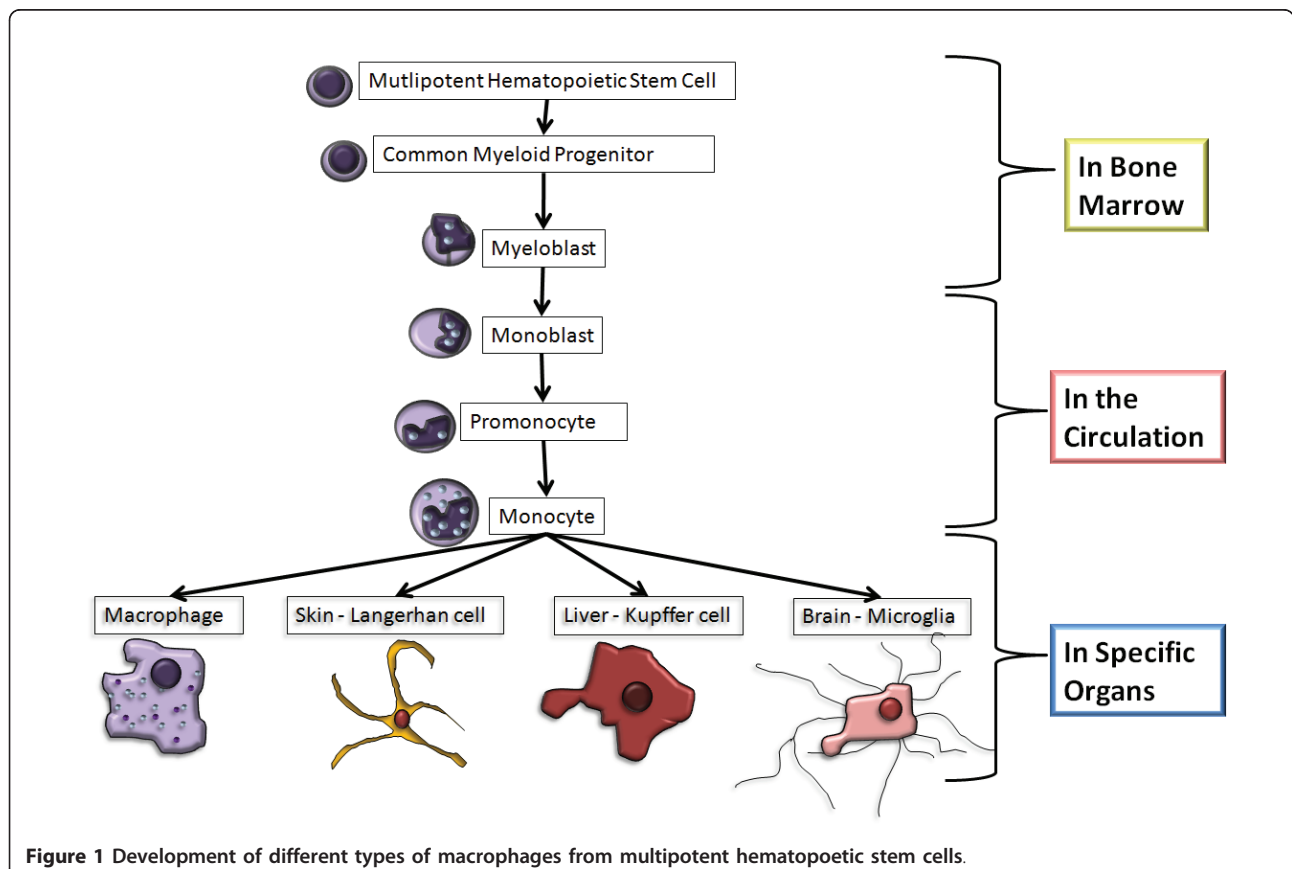 Mutlipotent Hematopoietic Stem Cell
Common Myeloid Progenitor
Myeloblast
Monoblast
Promonocyte
Monocyte
Macrophage
Skin - Langerhan cell
Liver - Kupffer cell
Brain - Microglia
In Bone
Marrow
In the
Circulation
In Specific
Organs
Figure 1 Development of different types of macrophages from multipotent hematopoetic stem cells.